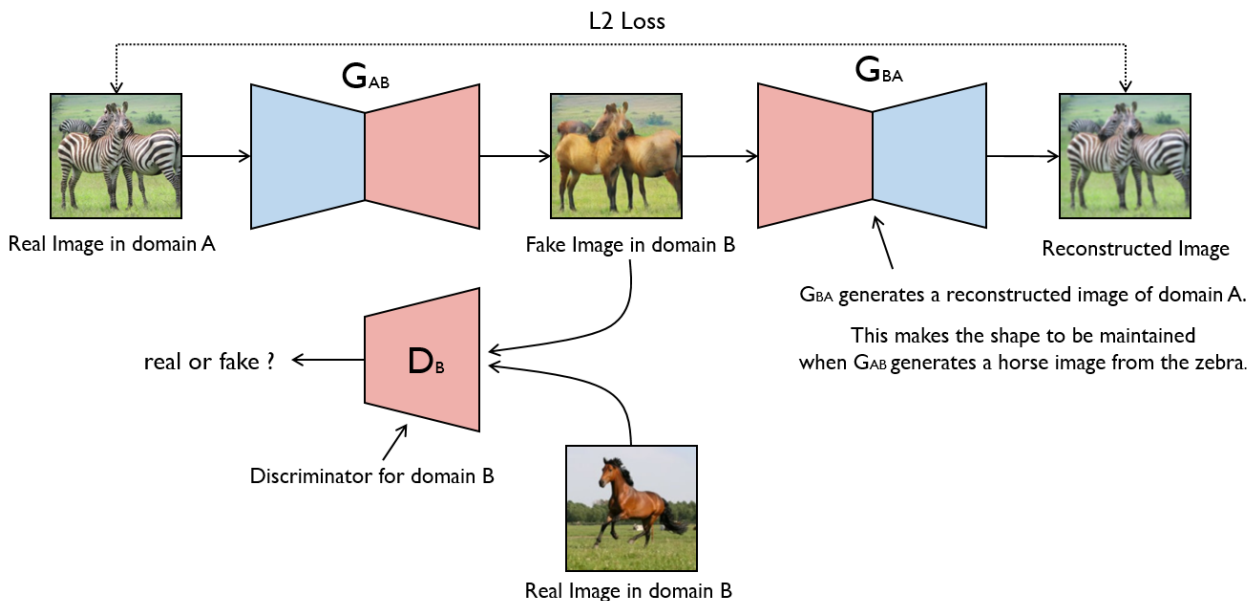 L2 Loss
GAB
GBA
Real Image in domain A
Fake Image in domain B
Reconstructed Image
GBA generates a reconstructed image of domain A.
This makes the shape to be maintained
when GAB generates a horse image from the zebra.
real or fake ?
DB
Discriminator for domain B
Real Image in domain B